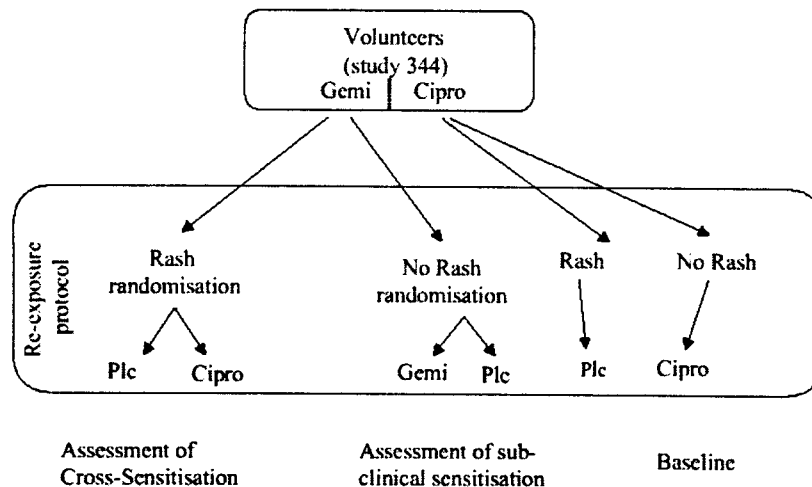 Volunteers
(study 344)
Gemi Cipro
Re-exposure
protocol
Rash
randomisation
No Rash
randomisation
Rash
No Rash
Plc
Cipro
Gemi
Plc
Plc
Cipro
Assessment of
Cross-Sensitisation
Assessment of sub-
clinical sensitisation
Baseline